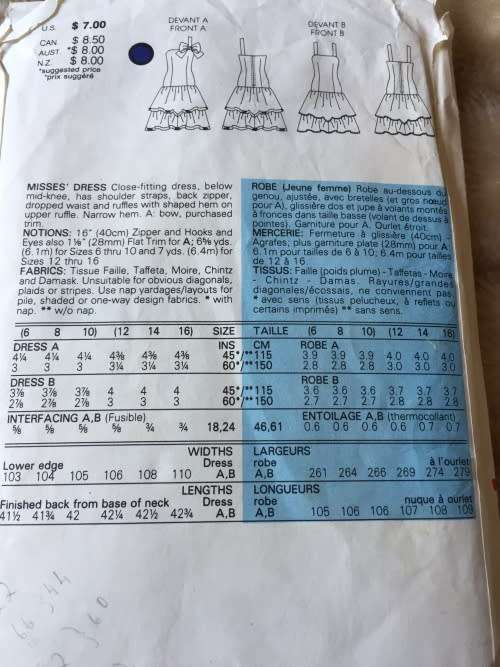 U.S. $ 7.00
CAN $ 8.50
AUST. *$ 8.00
N.Z. $ 8.00
*suggested price
*prix suggéré
DEVANT A
FRONT A
DEVANT B
FRONT B
MISSES' DRESS Close-fitting dress, below
mid-knee, has shoulder straps, back zipper,
dropped waist and ruffles with shaped hem on
upper ruffle. Narrow hem. A: bow, purchased
trim.
NOTIONS: 16" (40cm) Zipper and Hooks and
Eyes also 1⅛" (28mm) Flat Trim for A; 6⅝ yds.
(6.1m) for Sizes 6 thru 10 and 7 yds. (6.4m) for
Sizes 12 thru 16
FABRICS: Tissue Faille, Taffeta, Moire, Chintz
and Damask. Unsuitable for obvious diagonals,
plaids or stripes. Use nap yardages/layouts for
pile, shaded or one-way design fabrics. * with
nap. ** w/o nap.
ROBE (Jeune femme) Robe au-dessous du
genou, ajustée, avec bretelles (et gros nœud
pour A), glissière dos et jupe à volants montés
à fronces dans taille basse (volant de dessus à
pointes). Garniture pour A. Ourlet étroit.
MERCERIE: Fermeture à glissière (40cm) -
Agrafes; plus garniture plate (28mm) pour A:
6.1m pour tailles de 6 à 10; 6.4m pour tailles
de 12 à 16.
TISSUS: Faille (poids plume) - Taffetas - Moire
- Chintz - Damas. Rayures/grandes
diagonales/écossais, ne conviennent pas.
* avec sens (tissus pelucheux, à reflets ou
certains imprimés) ** sans sens.
(6 8 10) (12 14 16) SIZE TAILLE (6 8 10) (12 14 16)
DRESS A INS CM ROBE A
4¼ 4¼ 4¼ 4⅜ 4⅜ 4⅜ 45*/** 115 3.9 3.9 3.9 4.0 4.0 4.0
3 3 3 3¼ 3¼ 3¼ 60*/** 150 2.8 2.8 2.8 3.0 3.0 3.0
DRESS B ROBE B
3⅞ 3⅞ 3⅞ 4 4 4 45*/** 115 3.6 3.6 3.6 3.7 3.7 3.7
2⅞ 2⅞ 2⅞ 3 3 3 60*/** 150 2.7 2.7 2.7 2.8 2.8 2.8
INTERFACING A,B (Fusible) ENTOILAGE A,B (thermocollant)
⅝ ⅝ ⅝ ⅝ ¾ ¾ 18,24 46,61 0.6 0.6 0.6 0.6 0.7 0.7
WIDTHS LARGEURS
Lower edge Dress robe à l'ourlet
103 104 105 106 108 110 A,B A,B 261 264 266 269 274 279
LENGTHS LONGUEURS
Finished back from base of neck Dress robe nuque à ourlet
41½ 41¾ 42 42¼ 42½ 42¾ A,B A,B 105 106 106 107 108 109